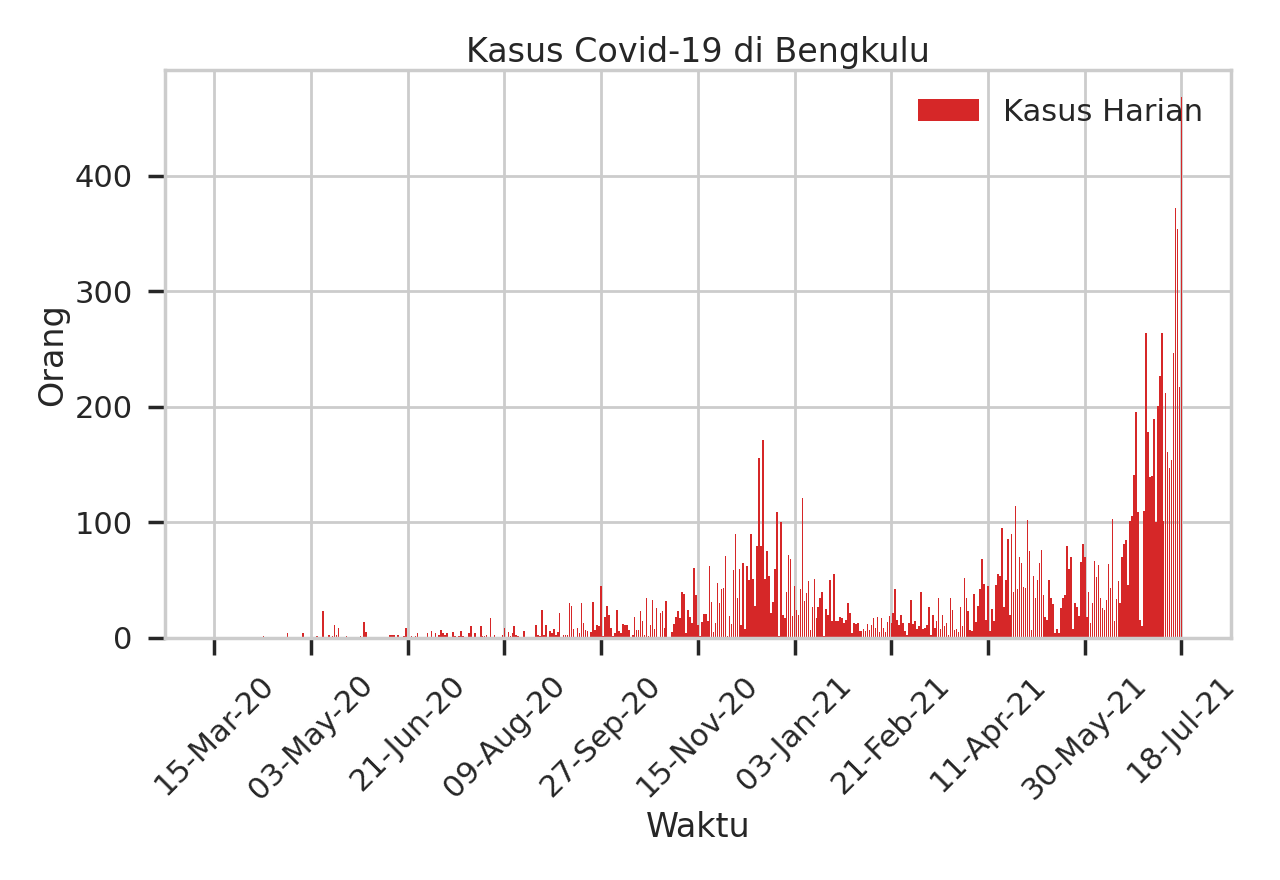 Kasus Covid-19 di Bengkulu
Kasus Harian
Orang
400
300
200
100
0
15-Mar-20
03-May-20
21-Jun-20
09-Aug-20
27-Sep-20
15-Nov-20
03-Jan-21
21-Feb-21
11-Apr-21
30-May-21
18-Jul-21
Waktu